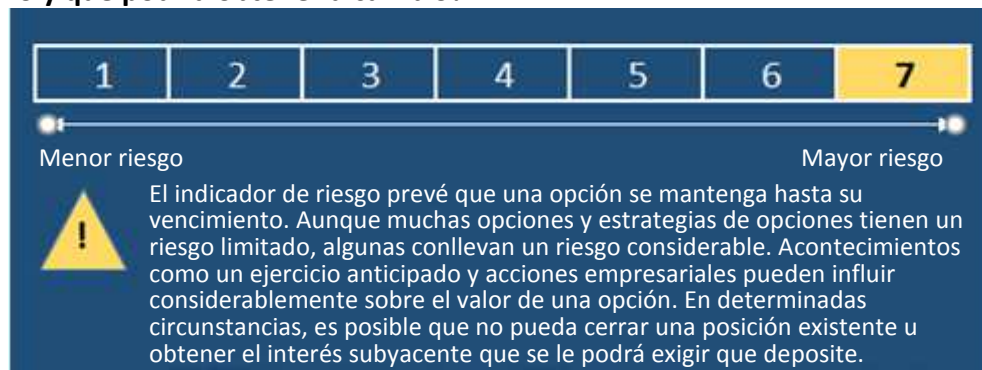 1 2 3 4 5 6 7
Menor riesgo Mayor riesgo
!
El indicador de riesgo prevé que una opción se mantenga hasta su
vencimiento. Aunque muchas opciones y estrategias de opciones tienen un
riesgo limitado, algunas conllevan un riesgo considerable. Acontecimientos
como un ejercicio anticipado y acciones empresariales pueden influir
considerablemente sobre el valor de una opción. En determinadas
circunstancias, es posible que no pueda cerrar una posición existente u
obtener el interés subyacente que se le podrá exigir que deposite.